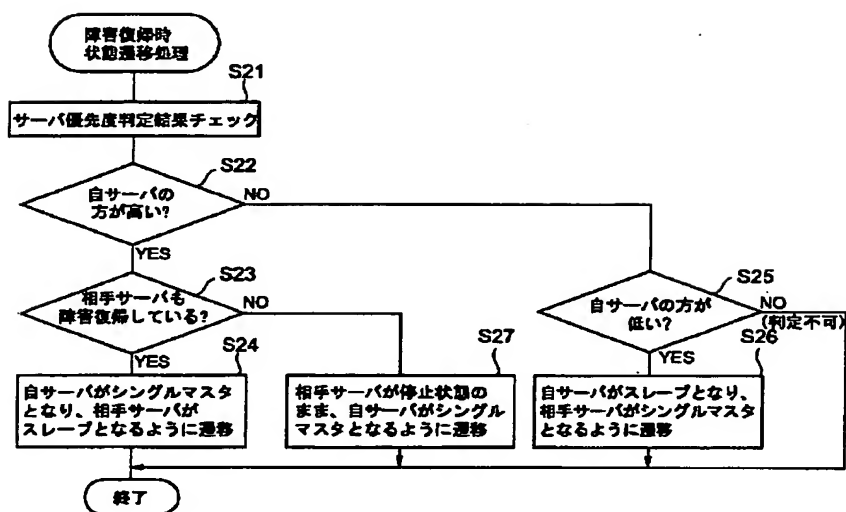 障害復帰時
状態遷移処理
S21
サーバ優先度判定結果チェック
S22
自サーバの
方が高い?
NO
YES
S23
相手サーバも
障害復帰している?
NO
YES
S24
自サーバがシングルマスタ
となり、相手サーバが
スレーブとなるように遷移
S27
相手サーバが停止状態の
まま、自サーバがシングル
マスタとなるように遷移
S25
自サーバの方が
低い?
NO
(判定不可)
YES
S26
自サーバがスレーブとなり、
相手サーバがシングルマスタ
となるように遷移
終了